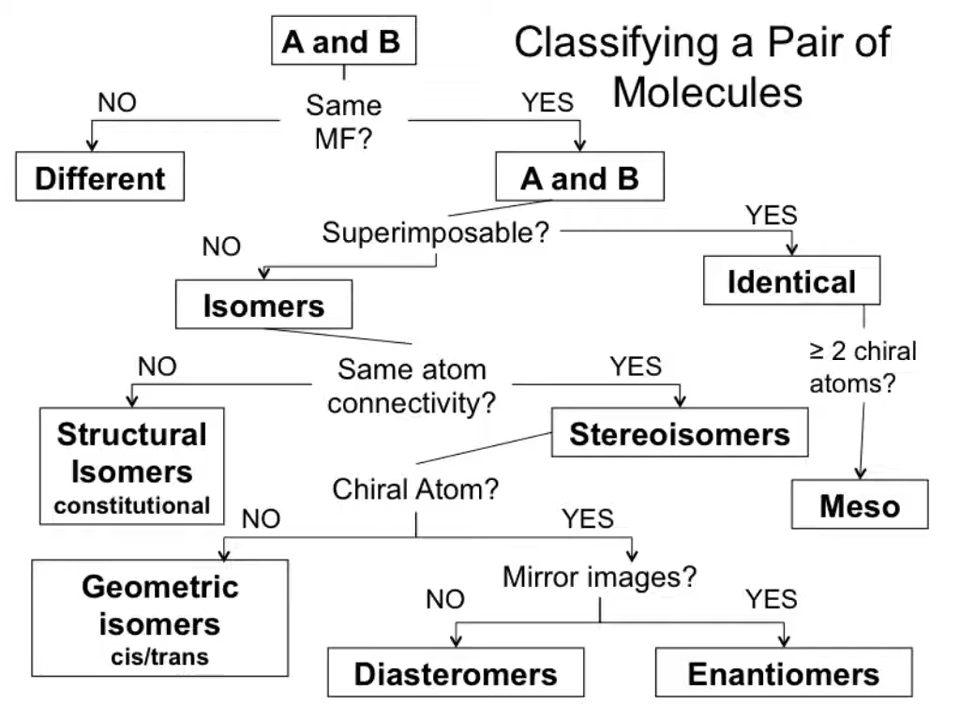 Classifying a Pair of
Molecules
A and B
NO
Same
MF?
YES
Different
A and B
Superimposable?
NO
YES
Isomers
Identical
≥ 2 chiral
atoms?
NO
Same atom
connectivity?
YES
Structural
Isomers
constitutional
Stereoisomers
Meso
Chiral Atom?
NO
YES
Geometric
isomers
cis/trans
Mirror images?
NO
YES
Diasteromers
Enantiomers